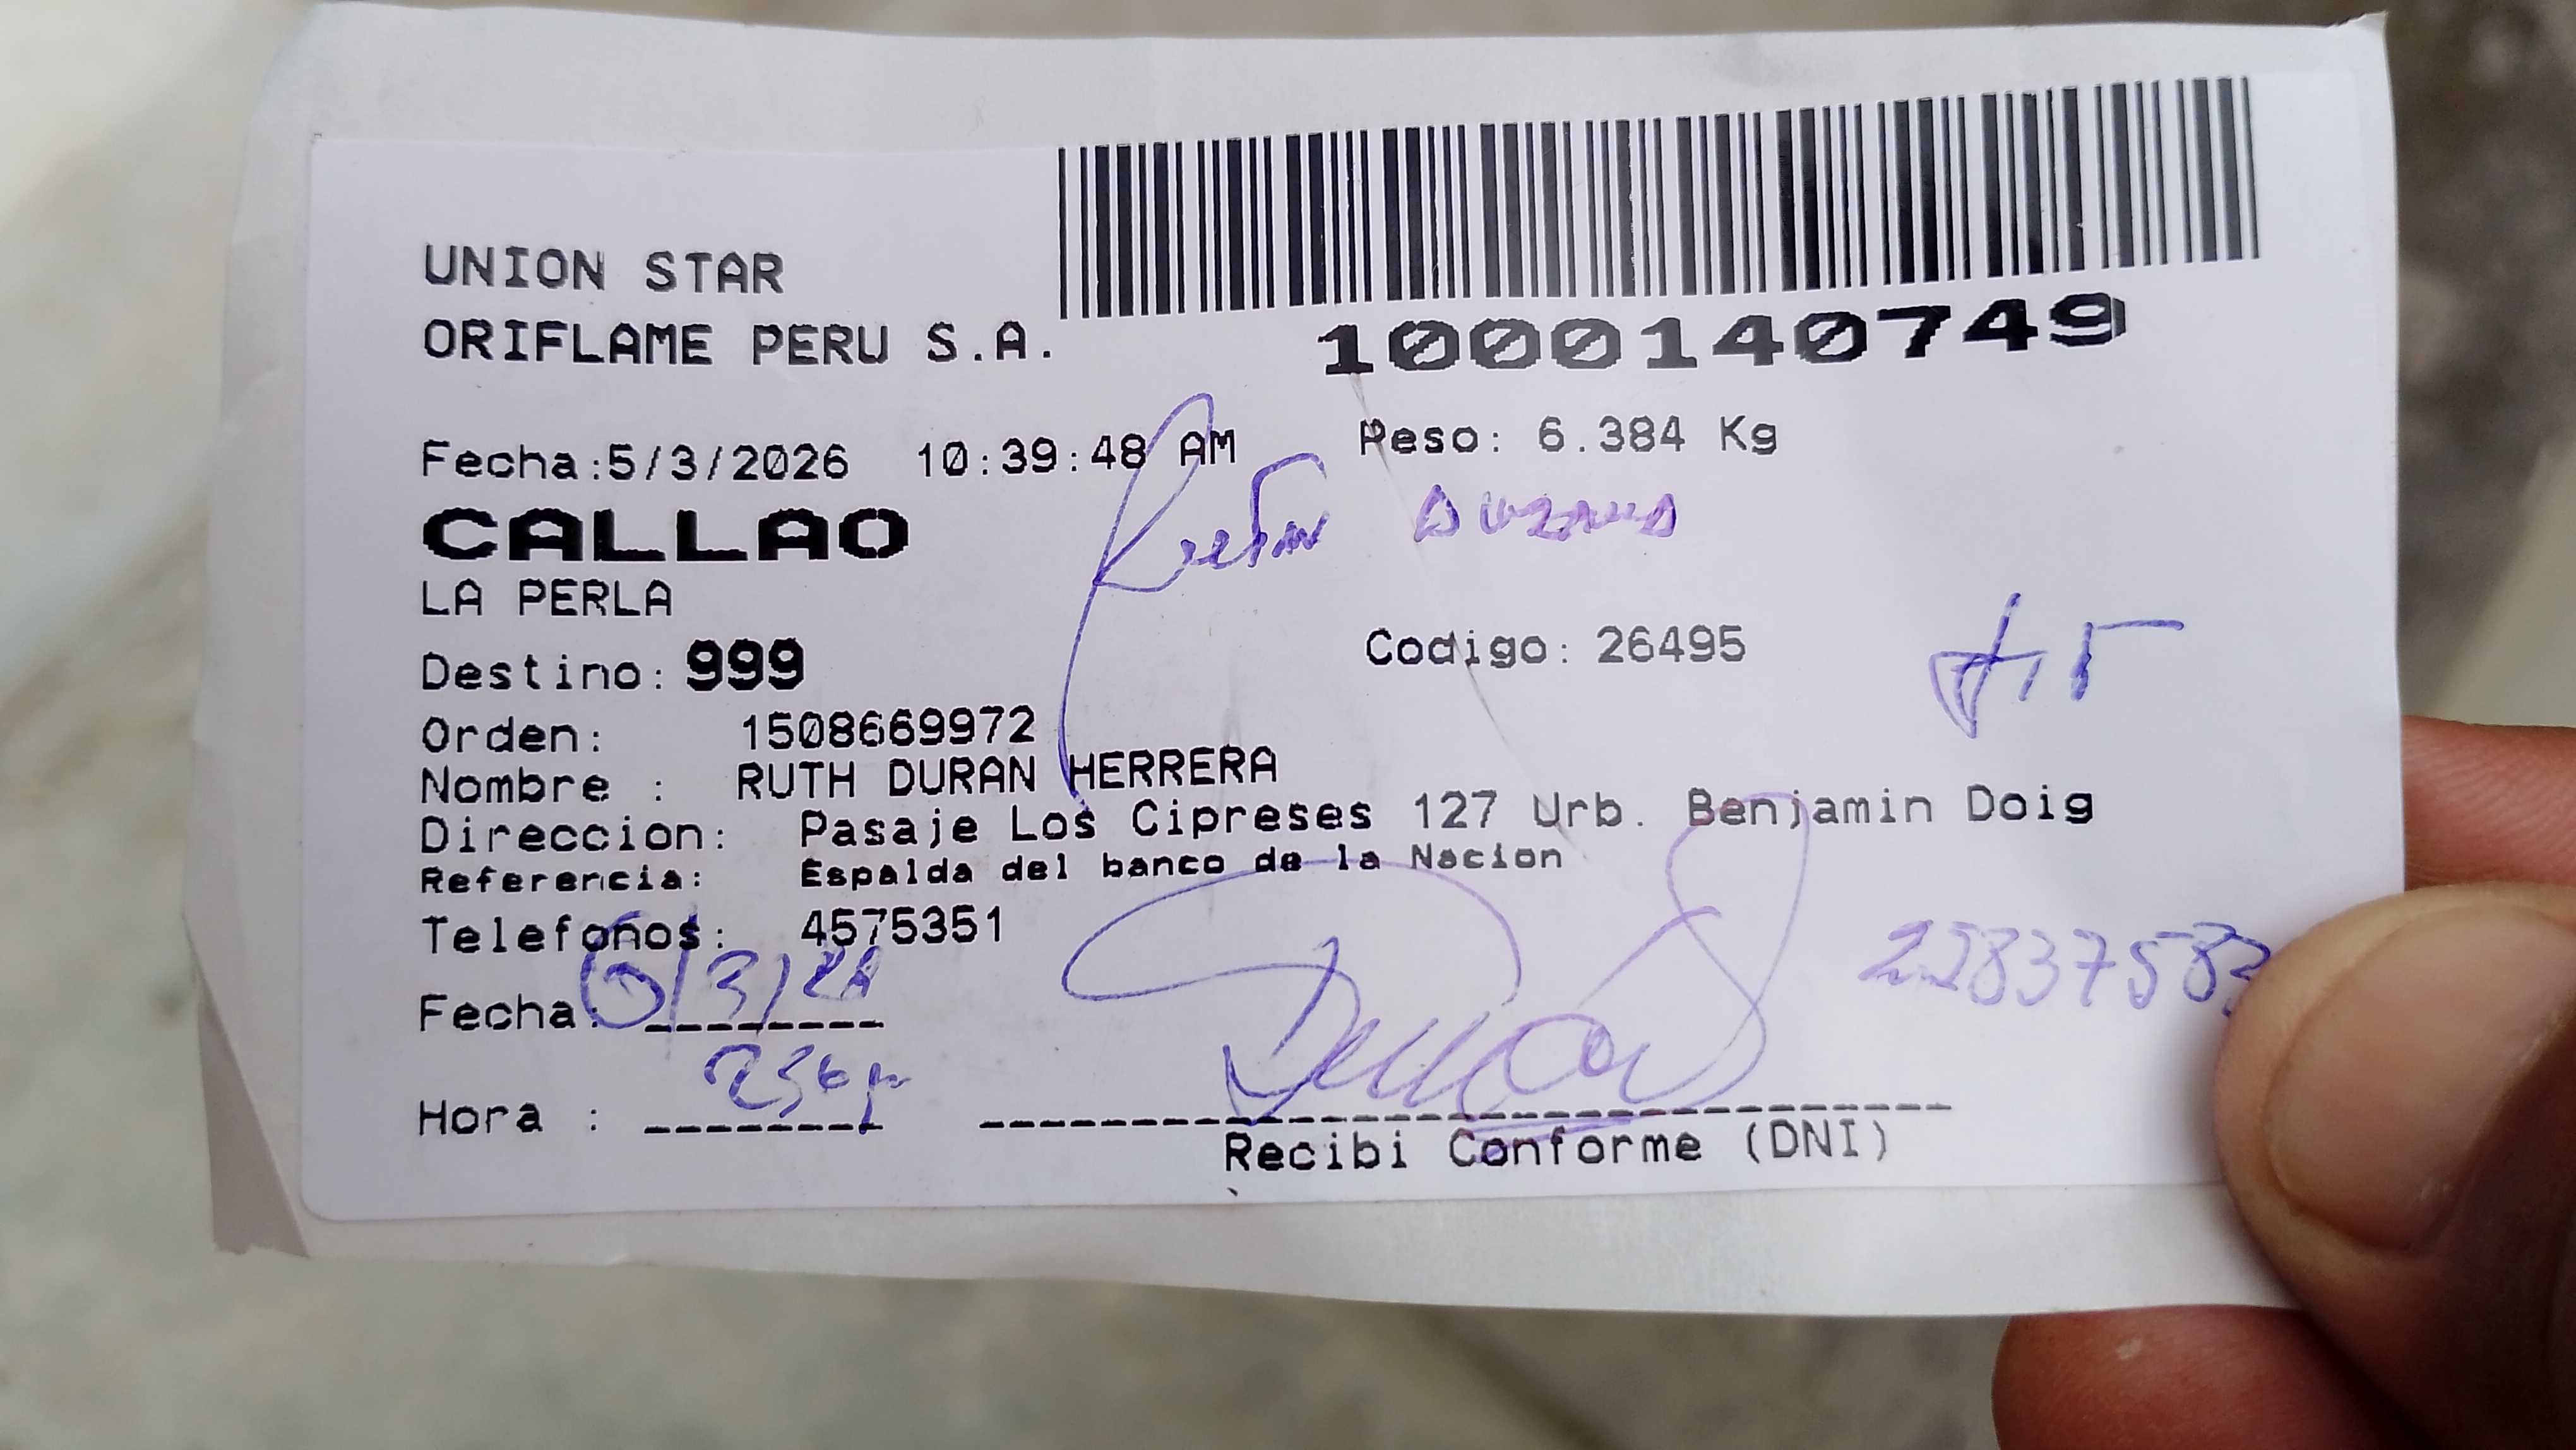 UNION STAR
ORIFLAME PERU S.A.
1000140749
Fecha:5/3/2026 10:39:48 AM Peso: 6.384 Kg
CALLAO
LA PERLA
Destino: 999 Codigo: 26495
Orden: 1508669972
Nombre : RUTH DURAN HERRERA
Direccion: Pasaje Los Cipreses 127 Urb. Benjamin Doig
Referencia: Espalda del banco de la Nacion
Telefonos: 4575351
Fecha:
Hora :
Recibi Conforme (DNI)